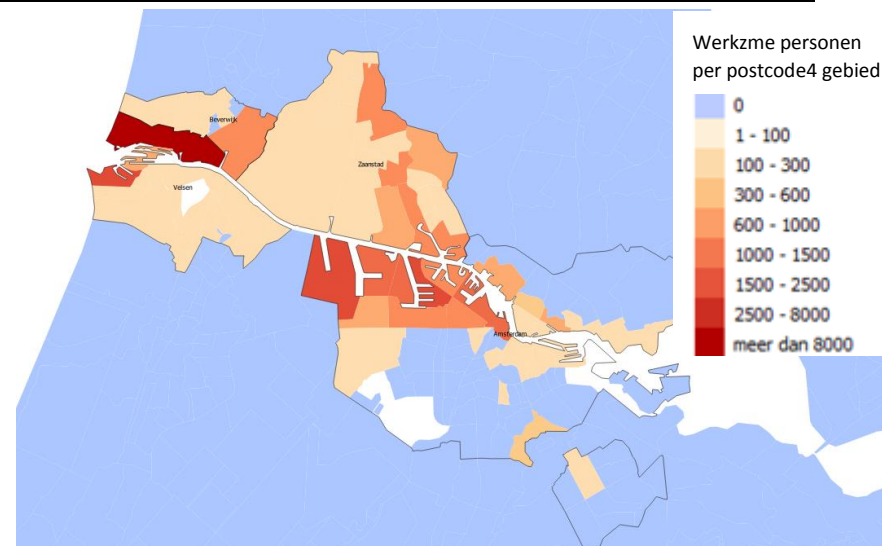 Werkzme personen
per postcode4 gebied
0
1 - 100
100 - 300
300 - 600
600 - 1000
1000 - 1500
1500 - 2500
2500 - 8000
meer dan 8000
Beverwijk
Zaanstad
Velsen
Amsterdam